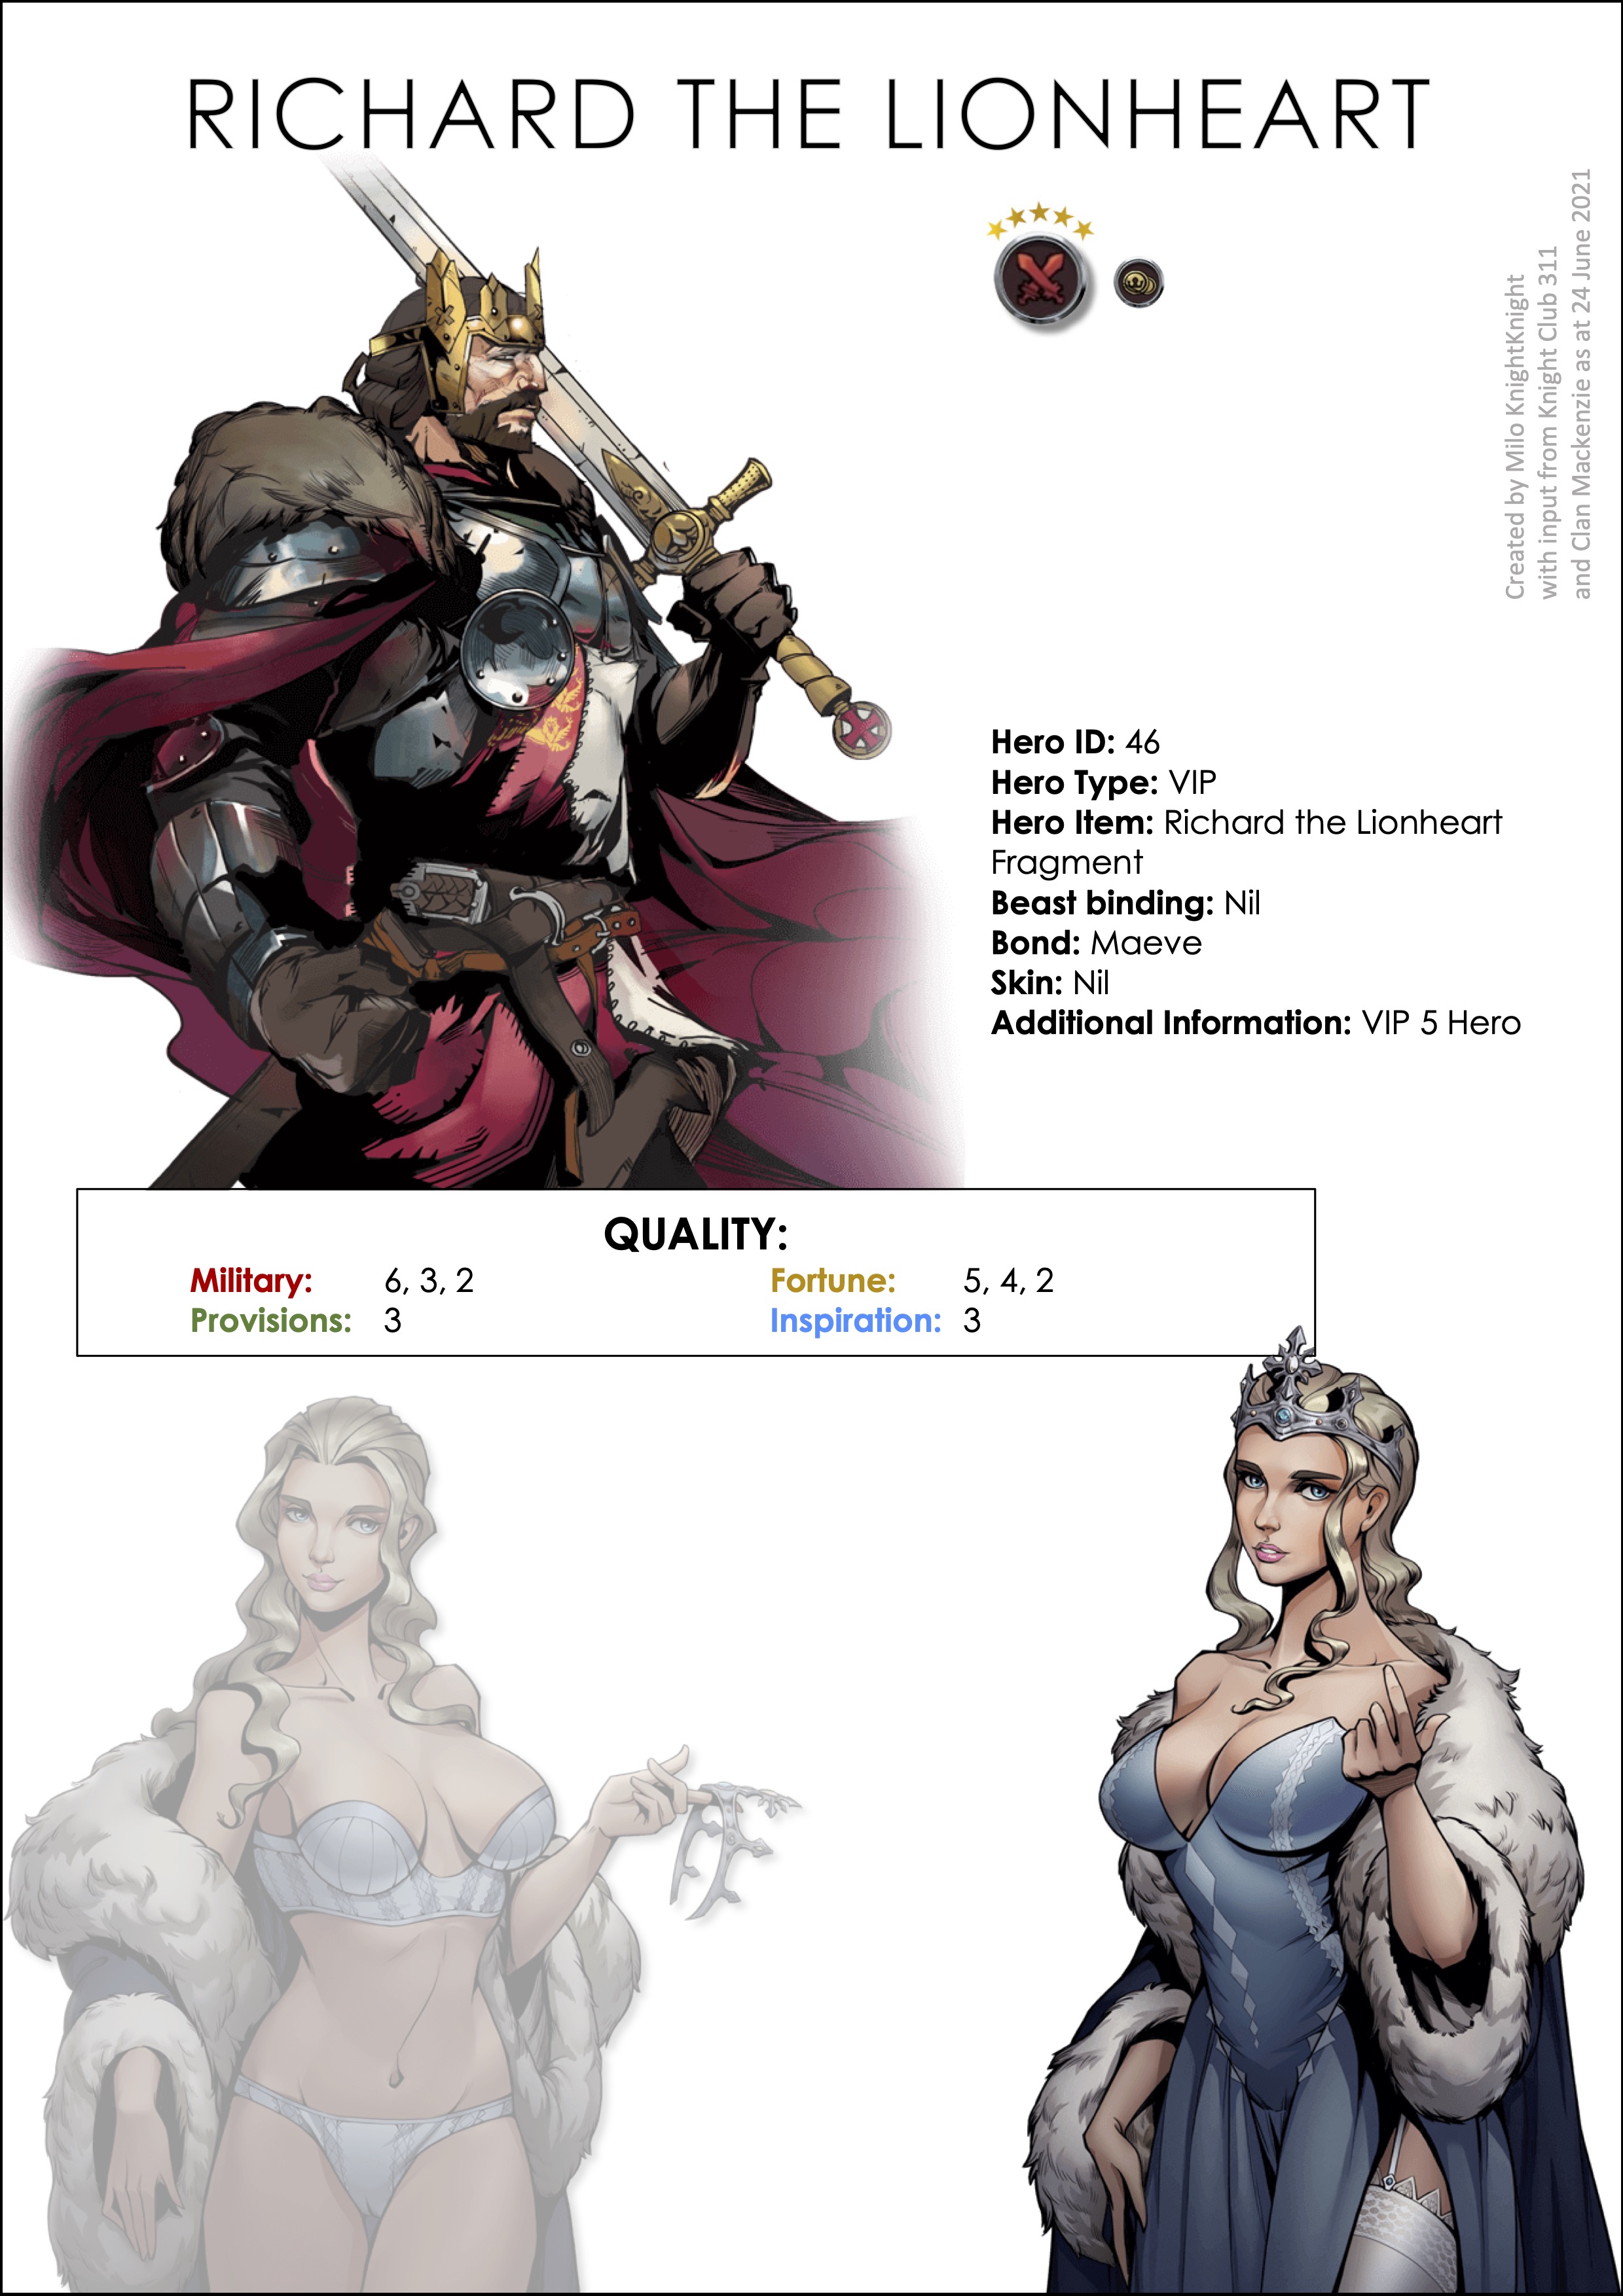 RICHARD THE LIONHEART
Created by Milo KnightKnight
with input from Knight Club 311
and Clan Mackenzie as at 24 June 2021
Hero ID: 46
Hero Type: VIP
Hero Item: Richard the Lionheart
Fragment
Beast binding: Nil
Bond: Maeve
Skin: Nil
Additional Information: VIP 5 Hero
QUALITY:
Military: 6, 3, 2 Fortune: 5, 4, 2
Provisions: 3 Inspiration: 3